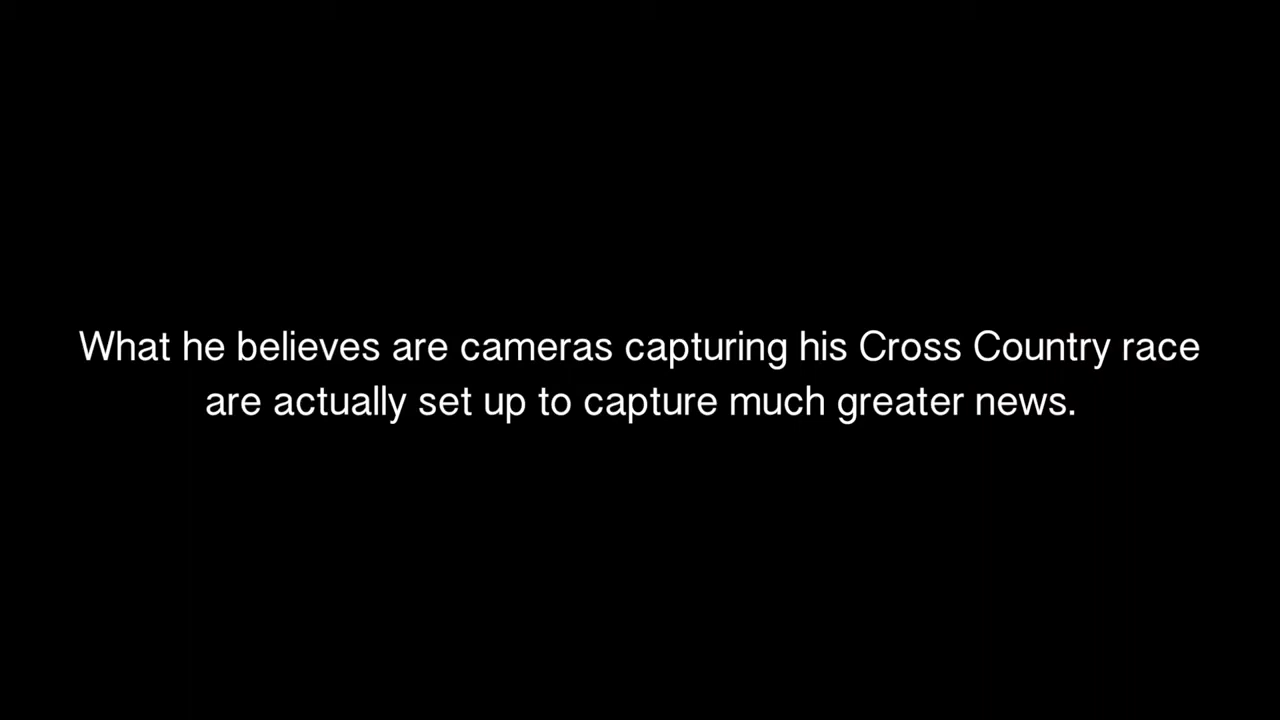 What he believes are cameras capturing his Cross Country race
are actually set up to capture much greater news.